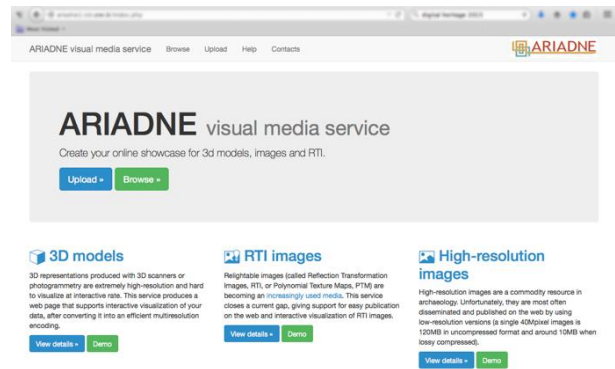 digital heritage 2013
Most Visited
ARIADNE visual media service Browse Upload Help Contacts
ARIADNE
ARIADNE visual media service
Create your online showcase for 3d models, images and RTI.
Upload » Browse »
3D models
3D representations produced with 3D scanners or
photogrammetry are extremely high-resolution and hard
to visualize at interactive rate. This service produces a
web page that supports interactive visualization of your
data, after converting it into an efficient multiresolution
encoding.
View details » Demo
RTI images
Relightable images (called Reflection Transformation
Images, RTI, or Polynomial Texture Maps, PTM) are
becoming an increasingly used media. This service
closes a current gap, giving support for easy publication
on the web and interactive visualization of RTI images.
View details » Demo
High-resolution
images
High-resolution images are a commodity resource in
archaeology. Unfortunately, they are most often
disseminated and published on the web by using
low-resolution versions (a single 40Mpixel images is
120MB in uncompressed format and around 10MB when
lossy compressed).
View details » Demo